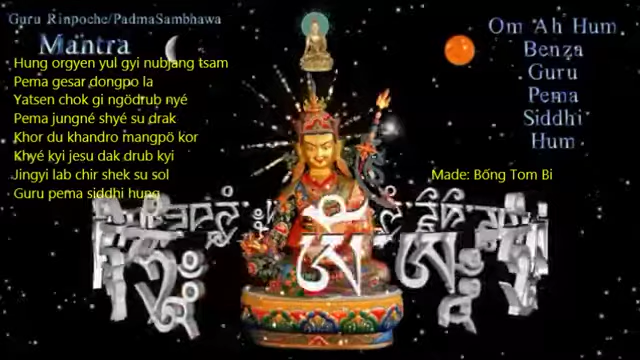 Guru Rinpoche/PadmaSambhawa
Mantra
Hung orgyen yul gyi nubjang tsam
Pema gesar dongpo la
Yatsen chok gi ngödrub nyé
Pema jungné shyé su drak
Khor du khandro mangpö kor
Khyé kyi jesu dak drub kyi
Jingyi lab chir shek su sol
Guru pema siddhi hung
Om Ah Hum
Benza
Guru
Pema
Siddhi
Hum
Made: Bống Tom Bi
ༀ ཨཱཿ